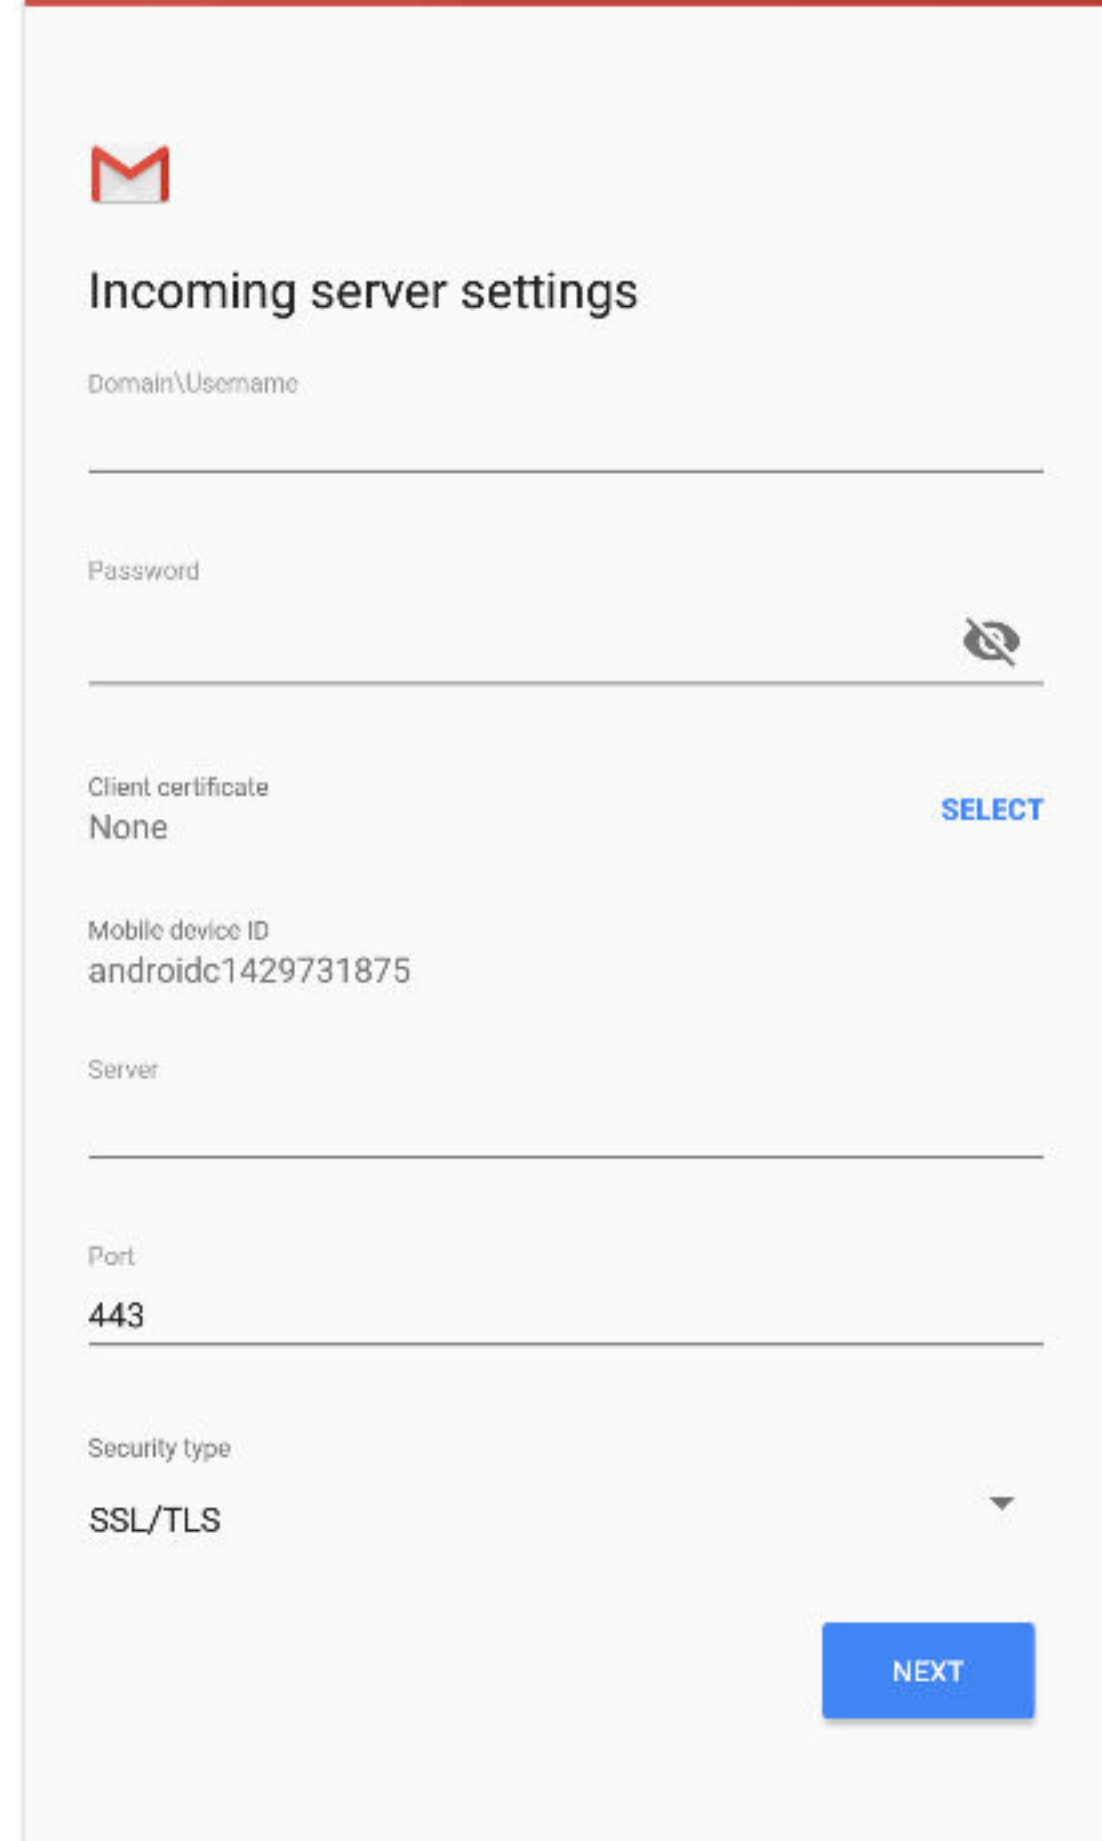 Incoming server settings
Domain\Username
Password
Client certificate
None
SELECT
Mobile device ID
androidc1429731875
Server
Port
443
Security type
SSL/TLS
NEXT